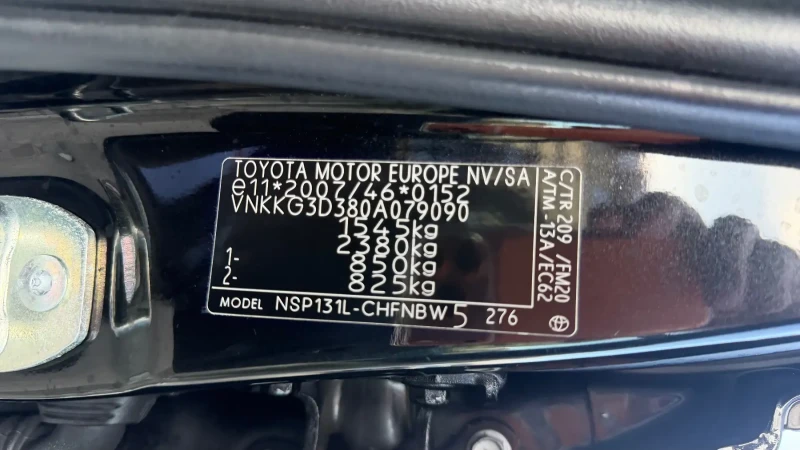 TOYOTA MOTOR EUROPE NV/SA
e11*2007/46*0152
VNKKG3D380A079090
1545kg
2380kg
1- 850kg
2- 825kg
MODEL NSP131L-CHFNBW 5 276
C/TR 209 /FM20
A/TM -13A/EC62